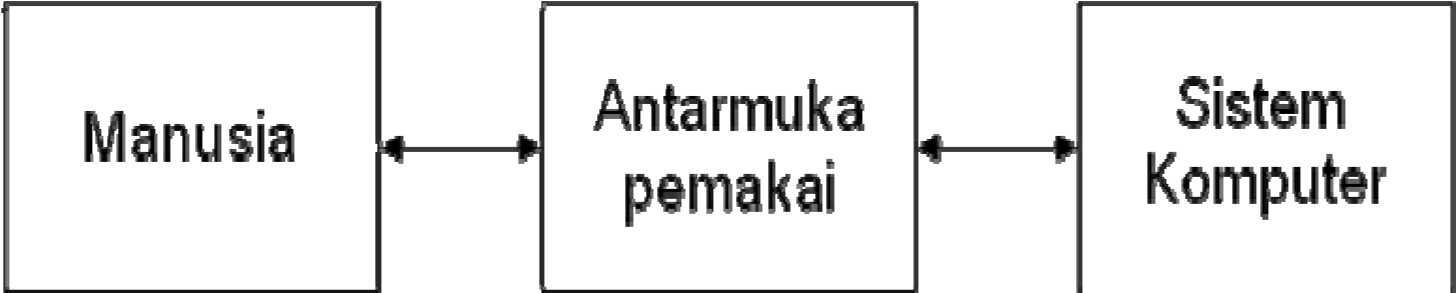 Manusia
Antarmuka
pemakai
Sistem
Komputer